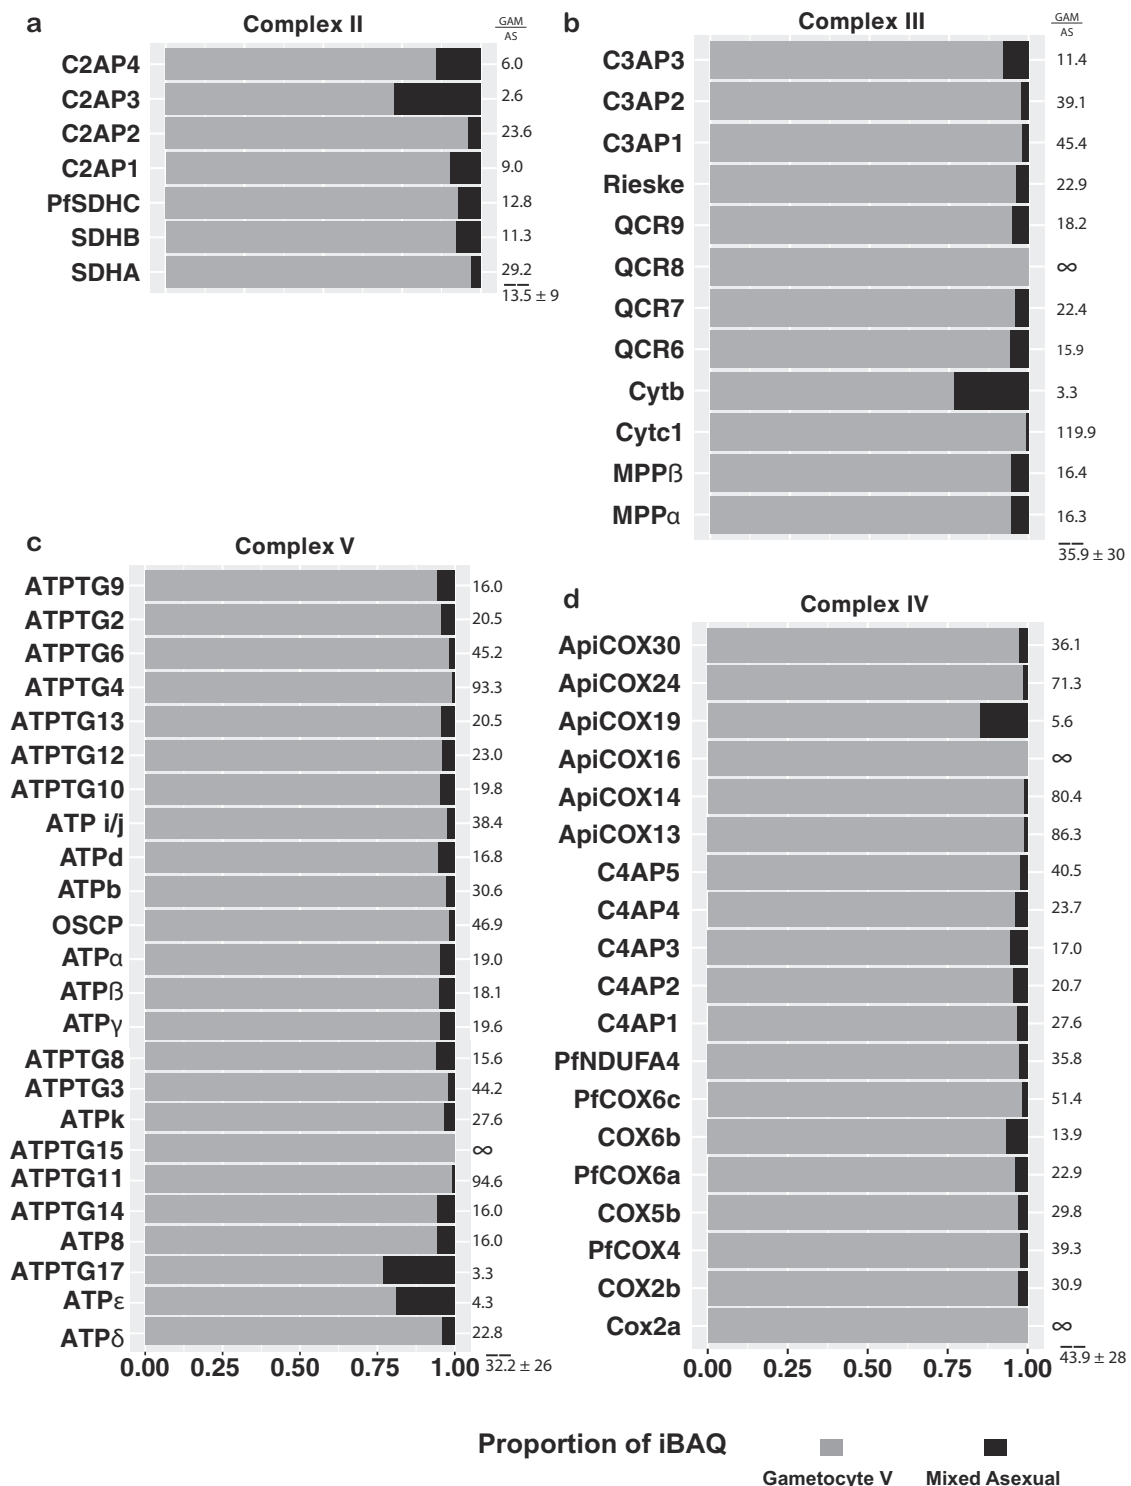 a
Complex II
GAM
AS
C2AP4 6.0
C2AP3 2.6
C2AP2 23.6
C2AP1 9.0
PfSDHC 12.8
SDHB 11.3
SDHA 29.2
13.5 ± 9
b
Complex III
GAM
AS
C3AP3 11.4
C3AP2 39.1
C3AP1 45.4
Rieske 22.9
QCR9 18.2
QCR8 ∞
QCR7 22.4
QCR6 15.9
Cytb 3.3
Cytc1 119.9
MPPß 16.4
MPPα 16.3
35.9 ± 30
c
Complex V
ATPTG9 16.0
ATPTG2 20.5
ATPTG6 45.2
ATPTG4 93.3
ATPTG13 20.5
ATPTG12 23.0
ATPTG10 19.8
ATP i/j 38.4
ATPd 16.8
ATPb 30.6
OSCP 46.9
ATPα 19.0
ATPß 18.1
ATPγ 19.6
ATPTG8 15.6
ATPTG3 44.2
ATPk 27.6
ATPTG15 ∞
ATPTG11 94.6
ATPTG14 16.0
ATP8 16.0
ATPTG17 3.3
ATPε 4.3
ATPδ 22.8
0.00 0.25 0.50 0.75 1.00 32.2 ± 26
d
Complex IV
ApiCOX30 36.1
ApiCOX24 71.3
ApiCOX19 5.6
ApiCOX16 ∞
ApiCOX14 80.4
ApiCOX13 86.3
C4AP5 40.5
C4AP4 23.7
C4AP3 17.0
C4AP2 20.7
C4AP1 27.6
PfNDUFA4 35.8
PfCOX6c 51.4
COX6b 13.9
PfCOX6a 22.9
COX5b 29.8
PfCOX4 39.3
COX2b 30.9
Cox2a ∞
0.00 0.25 0.50 0.75 1.00 43.9 ± 28
Proportion of iBAQ
Gametocyte V Mixed Asexual